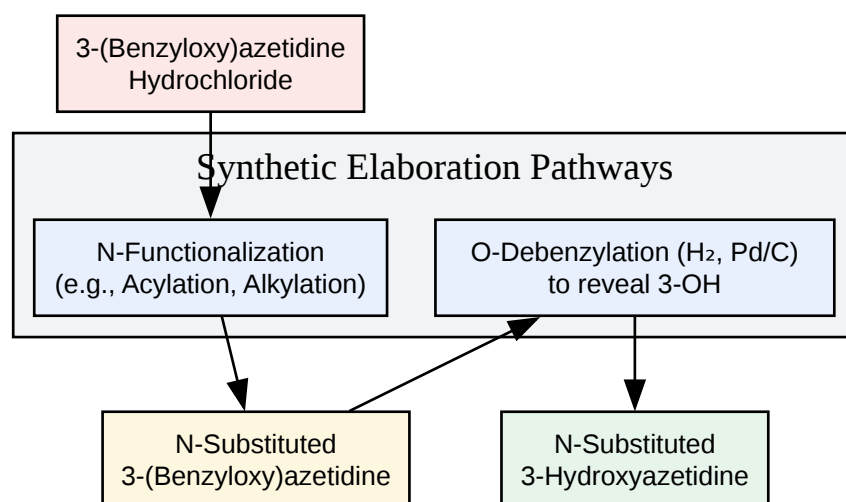 3-(Benzyloxy)azetidine
Hydrochloride
Synthetic Elaboration Pathways
N-Functionalization
(e.g., Acylation, Alkylation)
O-Debenzylation (H₂, Pd/C)
to reveal 3-OH
N-Substituted
3-(Benzyloxy)azetidine
N-Substituted
3-Hydroxyazetidine